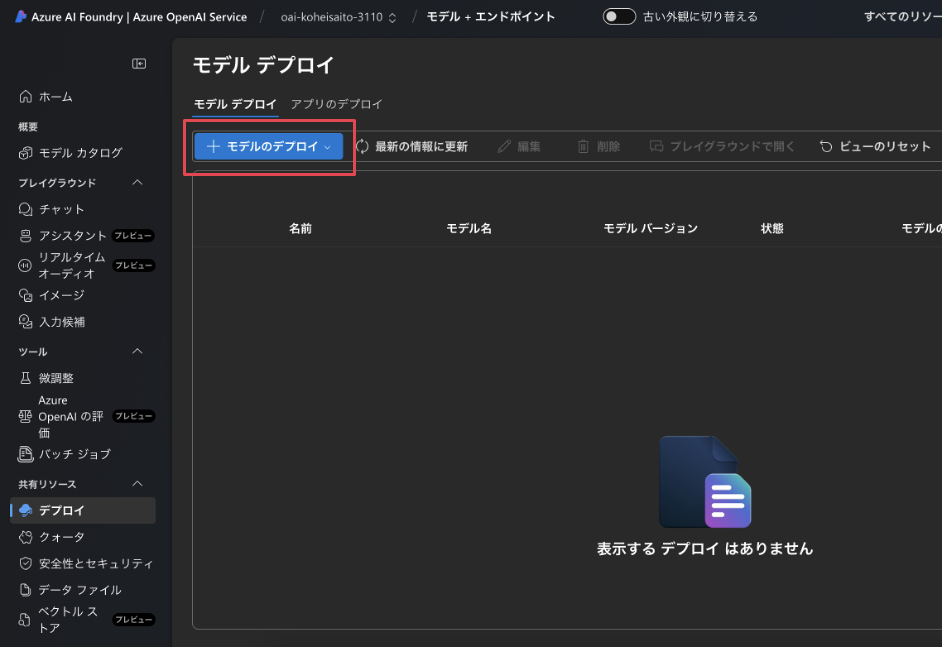 Azure AI Foundry | Azure OpenAI Service / oai-koheisaito-3110 / モデル + エンドポイント 古い外観に切り替える すべてのリソー
ホーム
概要
モデル カタログ
プレイグラウンド
チャット
アシスタント プレビュー
リアルタイム
オーディオ プレビュー
イメージ
入力候補
ツール
微調整
Azure
OpenAI の評 プレビュー
価
バッチ ジョブ
共有リソース
デプロイ
クォータ
安全性とセキュリティ
データ ファイル
ベクトル ス
トア プレビュー
モデル デプロイ
モデル デプロイ アプリのデプロイ
モデルのデプロイ 最新の情報に更新 編集 削除 プレイグラウンドで開く ビューのリセット
名前 モデル名 モデル バージョン 状態 モデルの
表示する デプロイ はありません